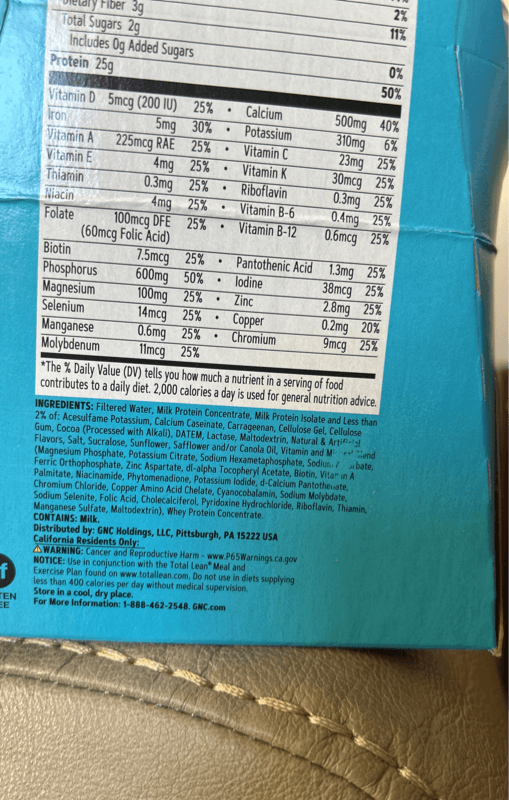 Dietary Fiber 3g
2%
Total Sugars 2g
11%
Includes 0g Added Sugars
0%
Protein 25g
50%
Vitamin D 5mcg (200 IU) 25% • Calcium 500mg 40%
Iron 5mg 30% • Potassium 310mg 6%
Vitamin A 225mcg RAE 25% • Vitamin C 23mg 25%
Vitamin E 4mg 25% • Vitamin K 30mcg 25%
Thiamin 0.3mg 25% • Riboflavin 0.3mg 25%
Niacin 4mg 25% • Vitamin B-6 0.4mg 25%
Folate 100mcg DFE 25% • Vitamin B-12 0.6mcg 25%
(60mcg Folic Acid)
Biotin 7.5mcg 25% • Pantothenic Acid 1.3mg 25%
Phosphorus 600mg 50% • Iodine 38mcg 25%
Magnesium 100mg 25% • Zinc 2.8mg 25%
Selenium 14mcg 25% • Copper 0.2mg 20%
Manganese 0.6mg 25% • Chromium 9mcg 25%
Molybdenum 11mcg 25%
*The % Daily Value (DV) tells you how much a nutrient in a serving of food
contributes to a daily diet. 2,000 calories a day is used for general nutrition advice.
INGREDIENTS: Filtered Water, Milk Protein Concentrate, Milk Protein Isolate and Less than
2% of: Acesulfame Potassium, Calcium Caseinate, Carrageenan, Cellulose Gel, Cellulose
Gum, Cocoa (Processed with Alkali), DATEM, Lactase, Maltodextrin, Natural & Artificial
Flavors, Salt, Sucralose, Sunflower, Safflower and/or Canola Oil, Vitamin and
(Magnesium Phosphate, Potassium Citrate, Sodium Hexametaphosphate,
Ferric Orthophosphate, Zinc Aspartate, dl-alpha Tocopheryl Acetate, Biotin, Vitamin A
Palmitate, Niacinamide, Phytomenadione, Potassium Iodide, d-Calcium Pantothenate,
Chromium Chloride, Copper Amino Acid Chelate, Cyanocobalamin, Sodium Molybdate,
Sodium Selenite, Folic Acid, Cholecalciferol, Pyridoxine Hydrochloride, Riboflavin, Thiamin,
Manganese Sulfate, Maltodextrin), Whey Protein Concentrate.
CONTAINS: Milk.
Distributed by: GNC Holdings, LLC, Pittsburgh, PA 15222 USA
California Residents Only:
⚠WARNING: Cancer and Reproductive Harm - www.P65Warnings.ca.gov
NOTICE: Use in conjunction with the Total Lean® Meal and
Exercise Plan found on www.totallean.com. Do not use in diets supplying
less than 400 calories per day without medical supervision.
Store in a cool, dry place.
For More Information: 1-888-462-2548. GNC.com